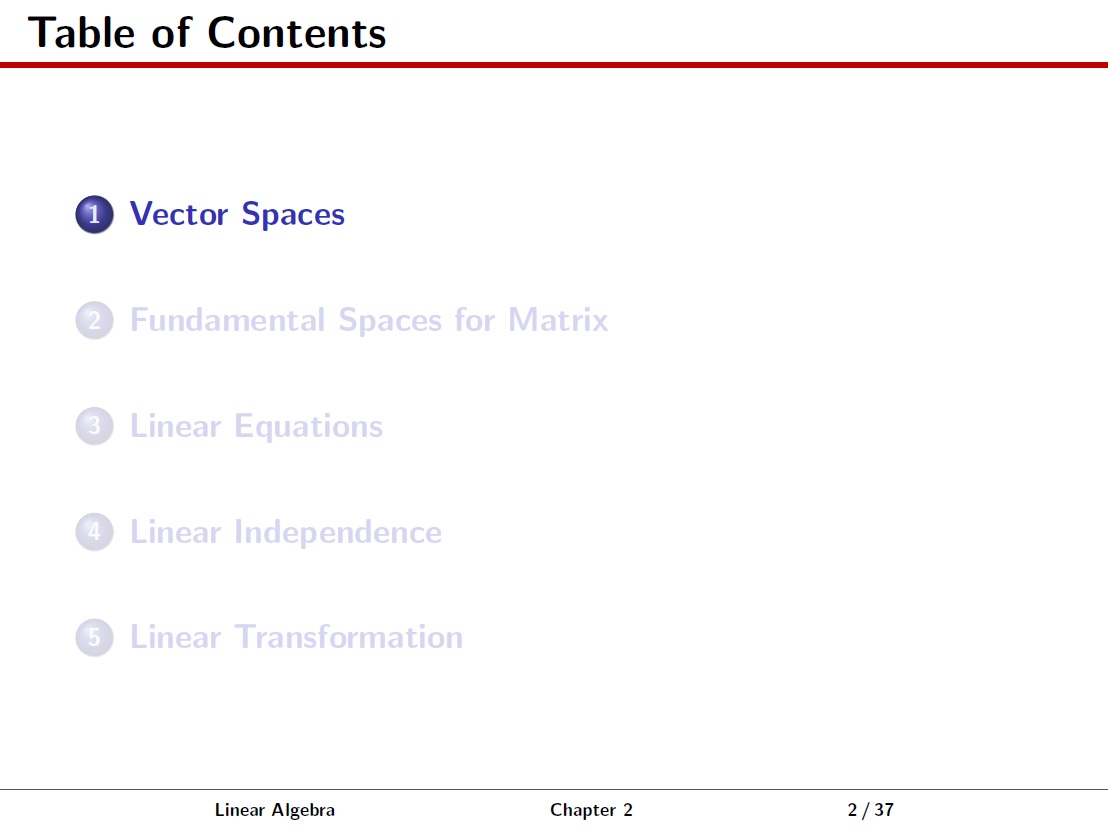 Table of Contents
1 Vector Spaces
2 Fundamental Spaces for Matrix
3 Linear Equations
4 Linear Independence
5 Linear Transformation
Linear Algebra Chapter 2 2 / 37